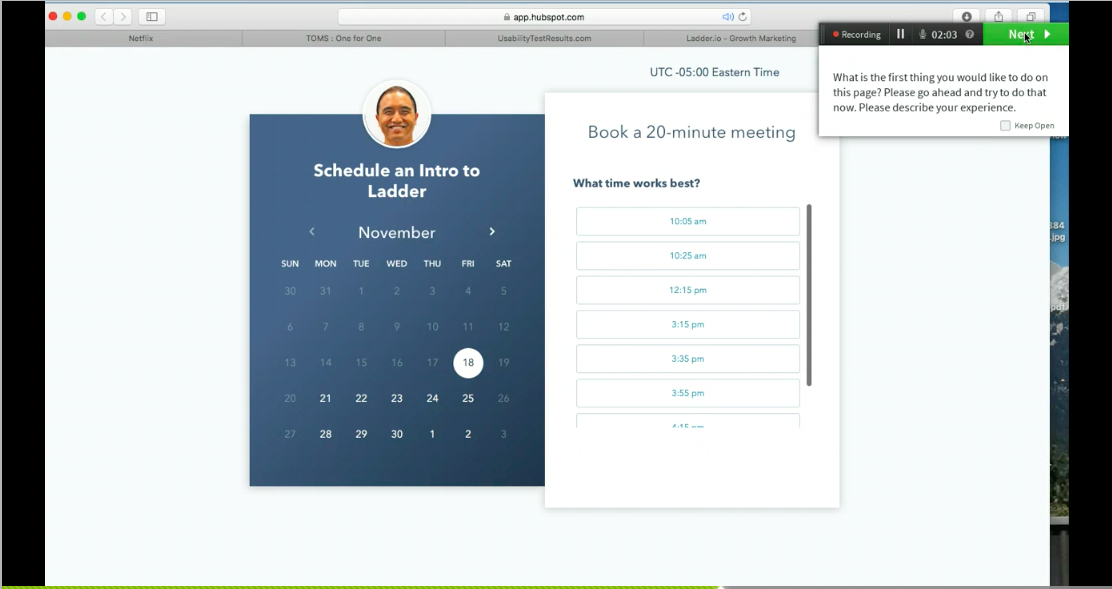 app.hubspot.com
Netflix
TOMS : One for One
UsabilityTestResults.com
Ladder.io – Growth Marketing
Recording
02:03
Next
What is the first thing you would like to do on
this page? Please go ahead and try to do that
now. Please describe your experience.
Keep Open
UTC -05:00 Eastern Time
Schedule an Intro to
Ladder
November
SUN MON TUE WED THU FRI SAT
30 31 1 2 3 4 5
6 7 8 9 10 11 12
13 14 15 16 17 18 19
20 21 22 23 24 25 26
27 28 29 30 1 2 3
Book a 20-minute meeting
What time works best?
10:05 am
10:25 am
12:15 pm
3:15 pm
3:35 pm
3:55 pm
4:15 pm
884
.jpg